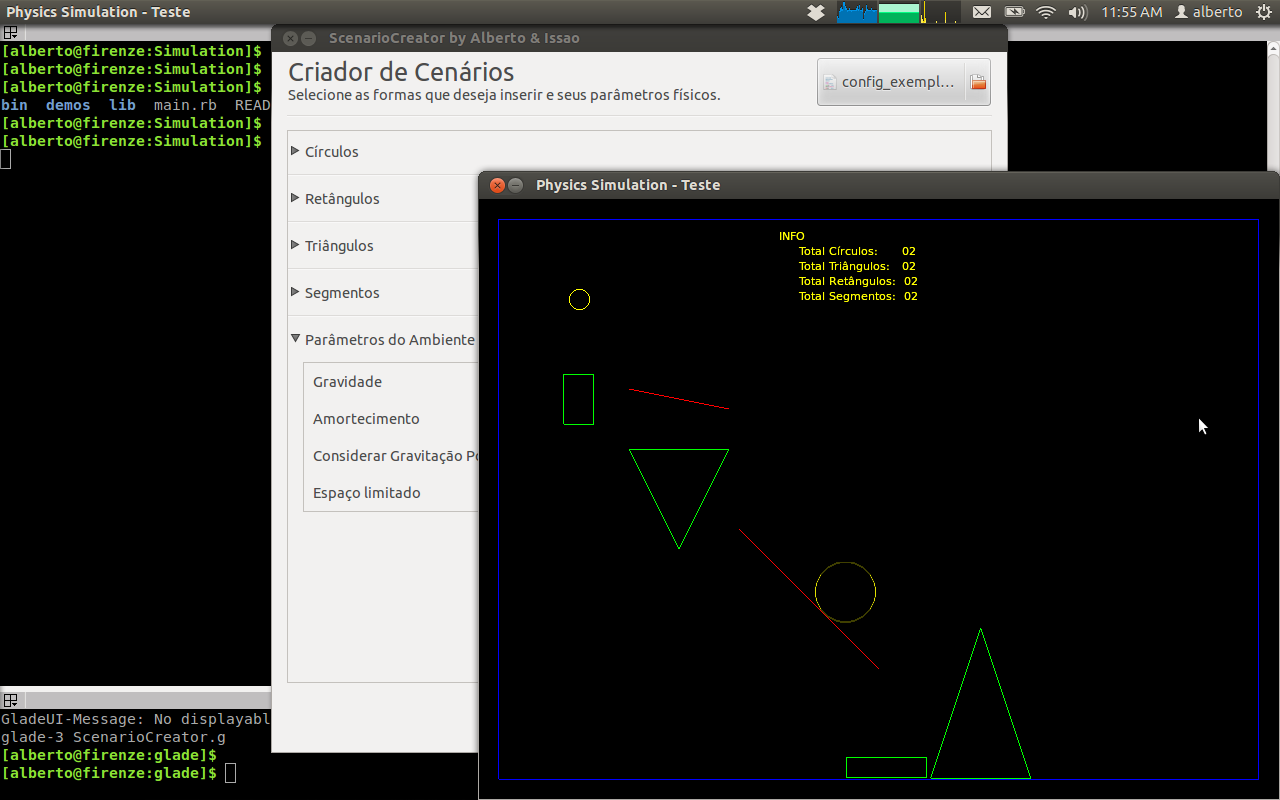 Physics Simulation - Teste
11:55 AM
alberto
[alberto@firenze:Simulation]$
[alberto@firenze:Simulation]$
[alberto@firenze:Simulation]$
bin demos lib main.rb READ
[alberto@firenze:Simulation]$
[alberto@firenze:Simulation]$
ScenarioCreator by Alberto & Issao
Criador de Cenários
Selecione as formas que deseja inserir e seus parâmetros físicos.
config_exempl...
Círculos
Retângulos
Triângulos
Segmentos
Parâmetros do Ambiente
Gravidade
Amortecimento
Considerar Gravitação Po
Espaço limitado
Physics Simulation - Teste
INFO
Total Círculos: 02
Total Triângulos: 02
Total Retângulos: 02
Total Segmentos: 02
GladeUI-Message: No displayabl
glade-3 ScenarioCreator.g
[alberto@firenze:glade]$
[alberto@firenze:glade]$